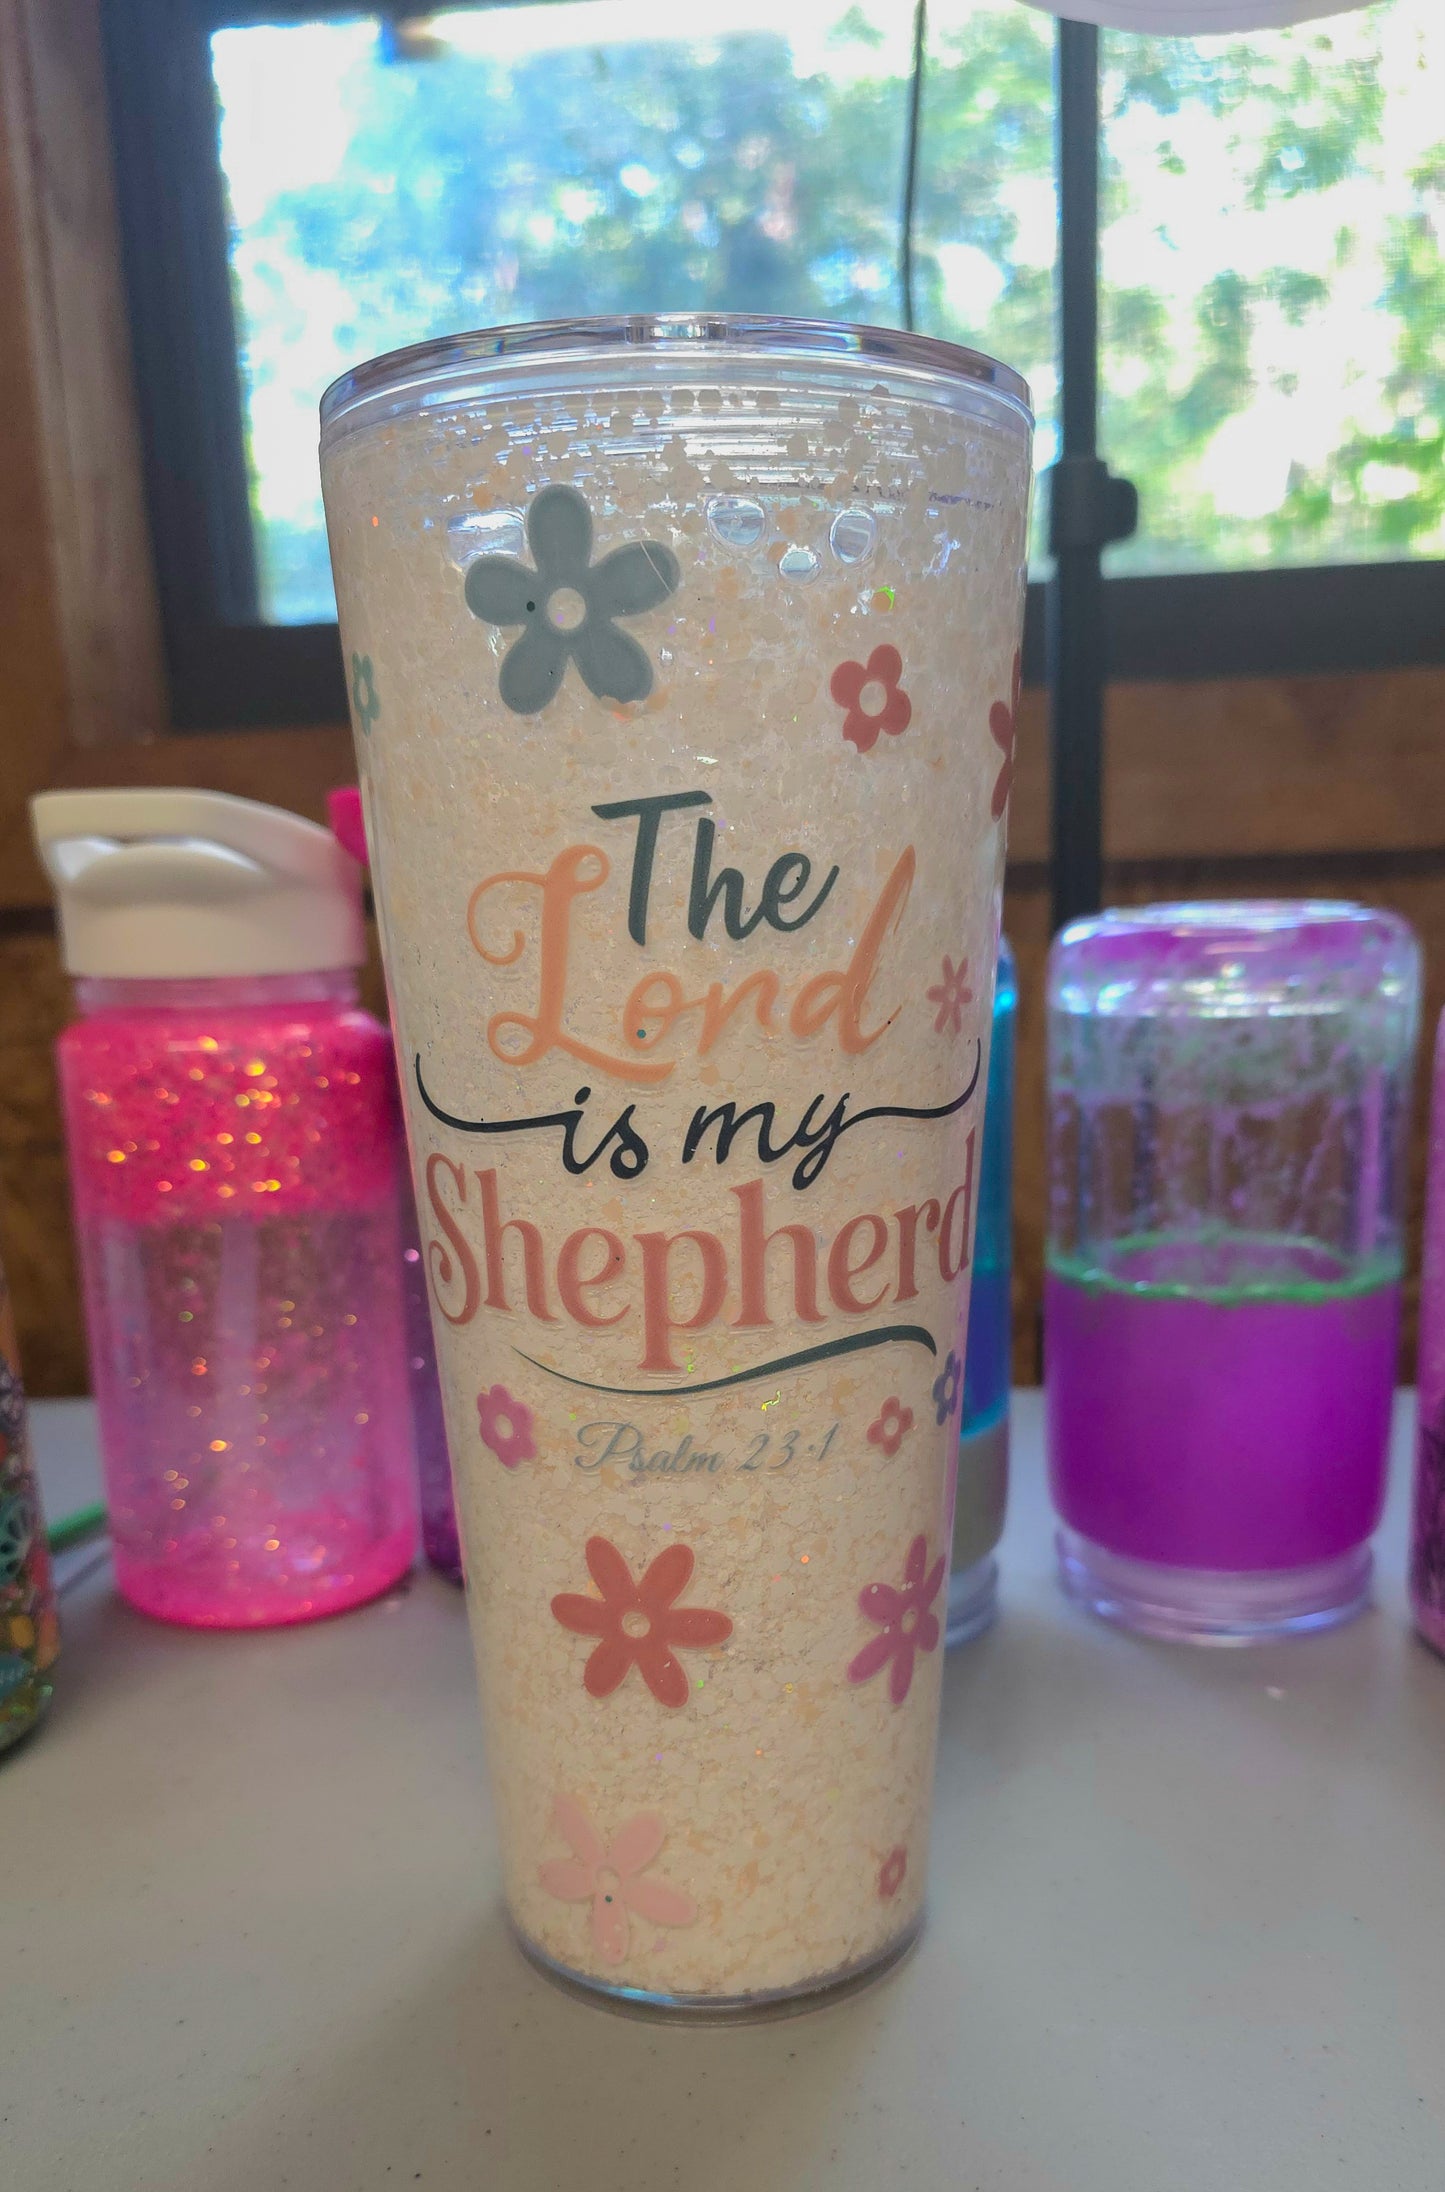 The
Lord
is my
Shepherd
Psalm 23:1